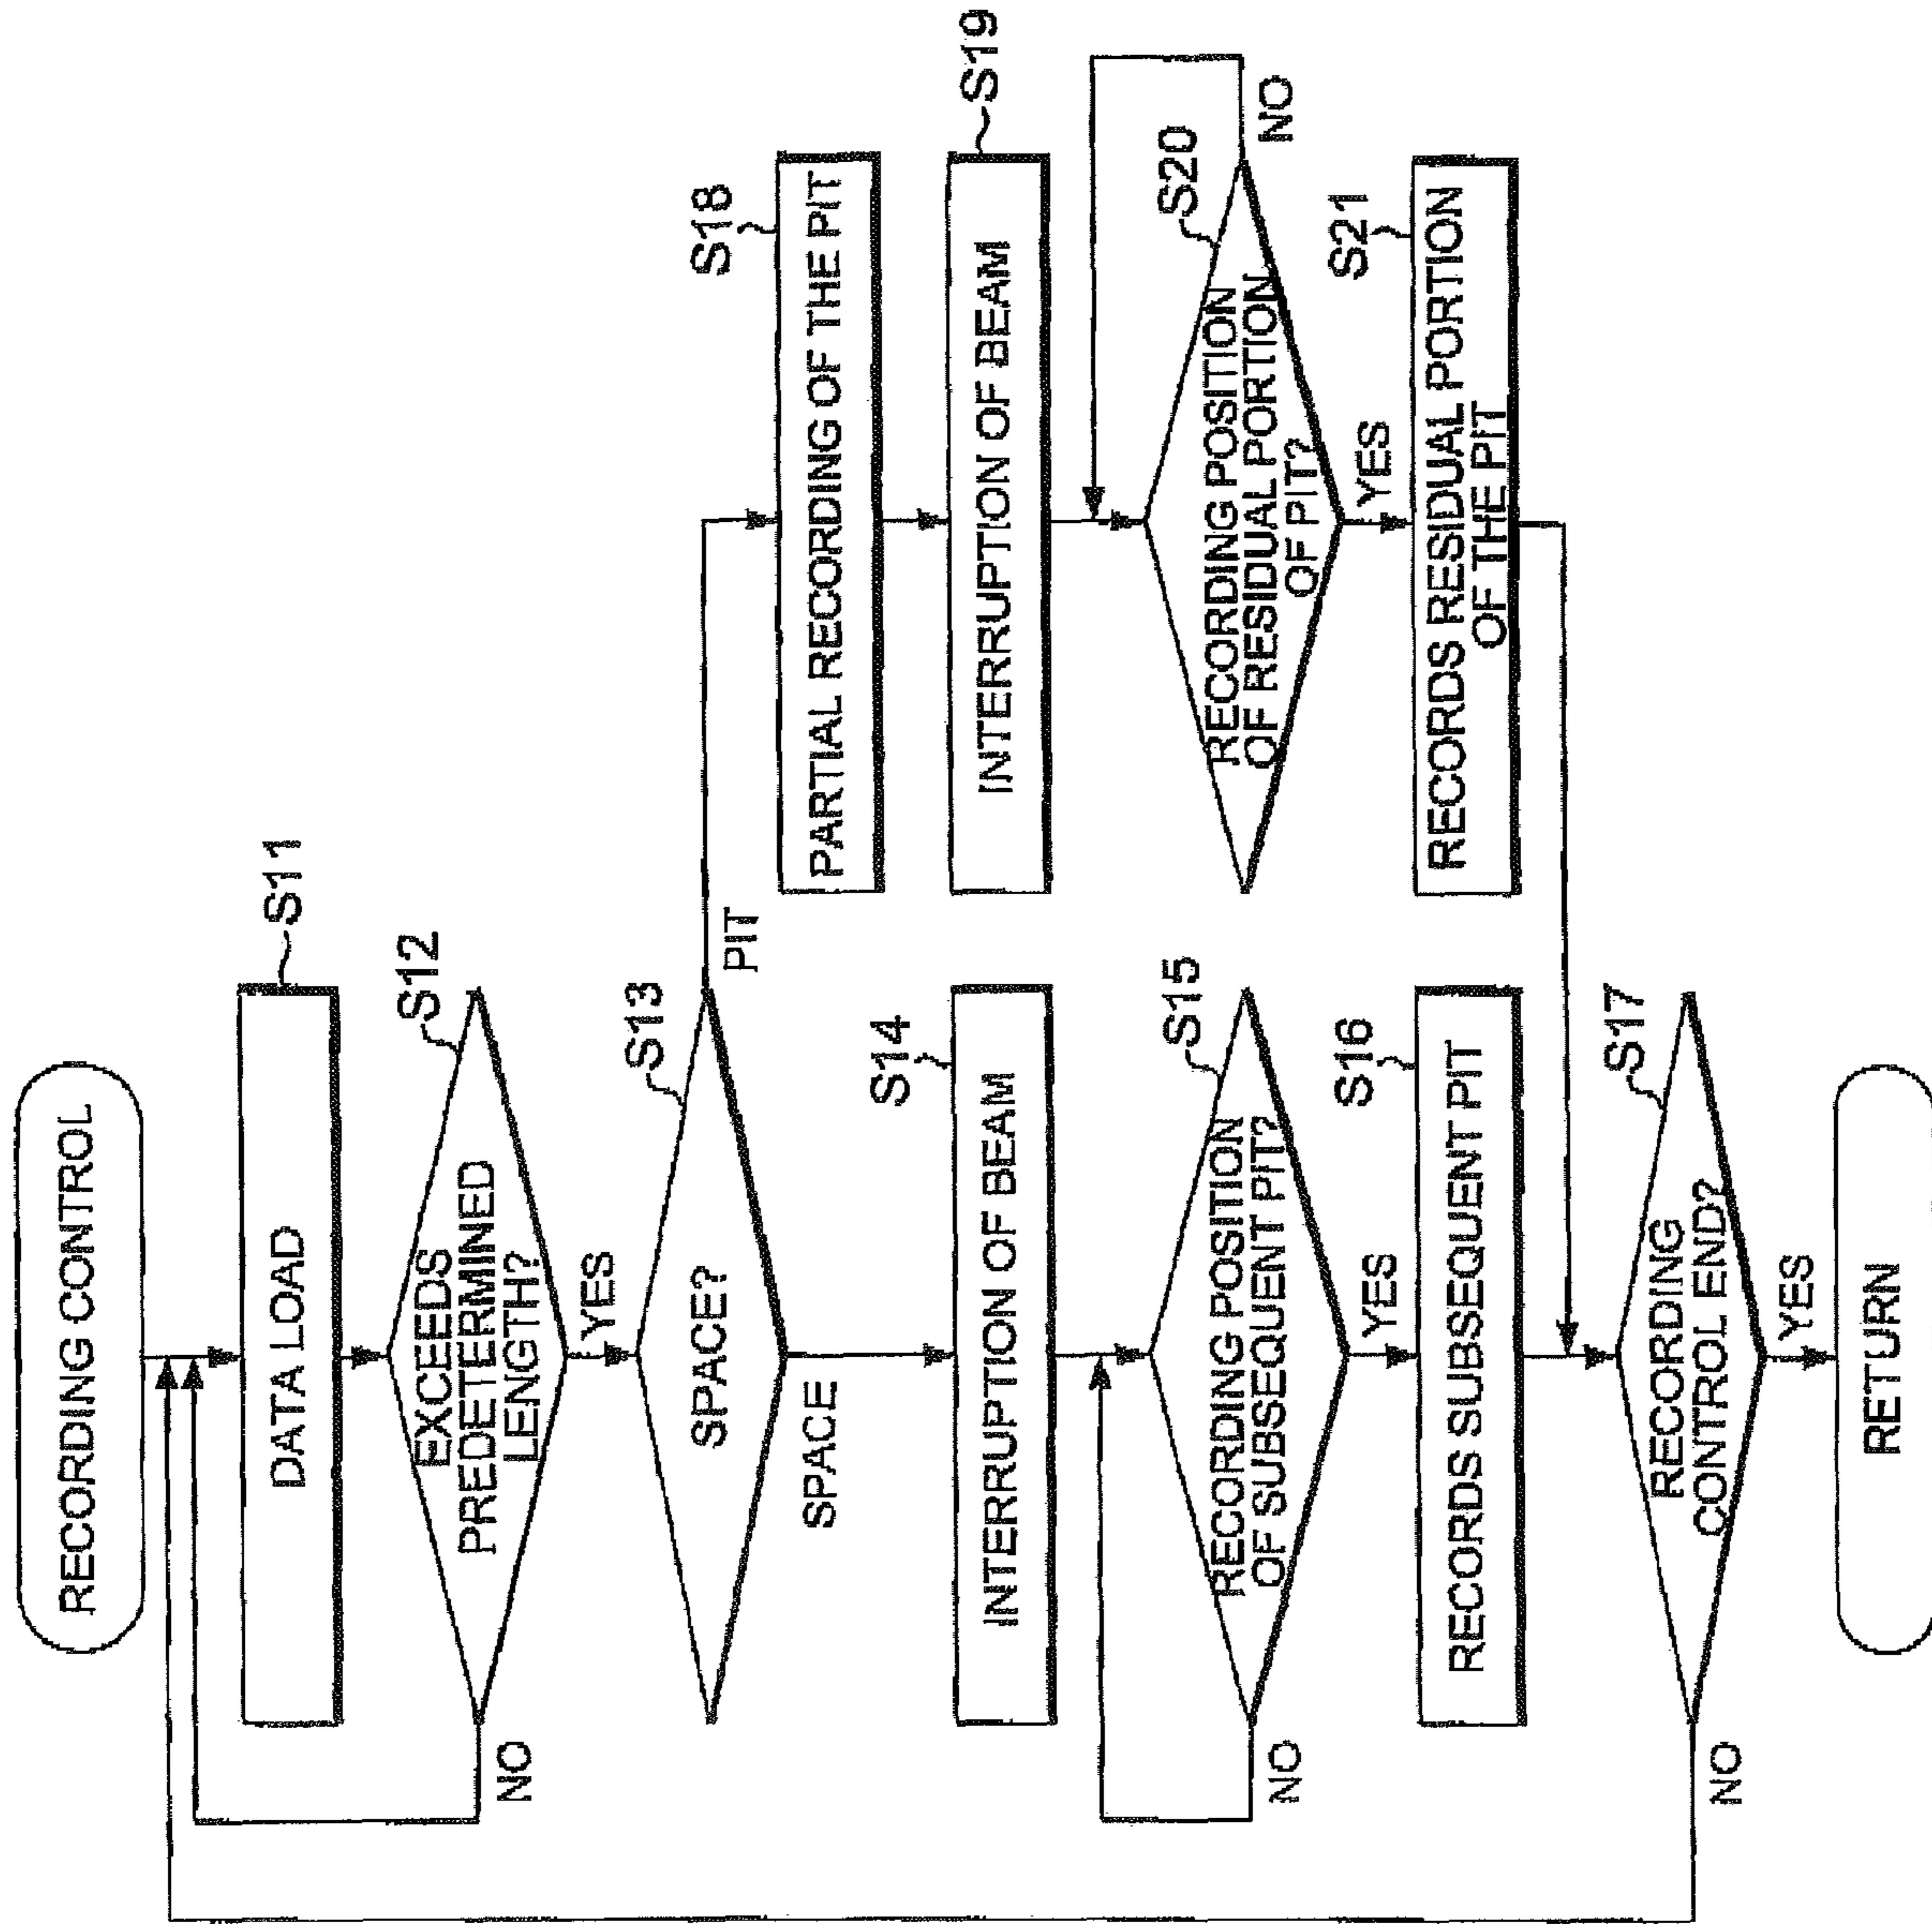 RECORDING CONTROL
DATA LOAD
S11
EXCEEDS
PREDETERMINED
LENGTH?
S12
NO
YES
SPACE?
S13
PIT
SPACE
INTERRUPTION OF BEAM
S14
RECORDING POSITION
OF SUBSEQUENT PIT?
S15
NO
YES
RECORDS SUBSEQUENT PIT
S16
PARTIAL RECORDING OF THE PIT
S18
INTERRUPTION OF BEAM
S19
RECORDING POSITION
OF RESIDUAL PORTION
OF PIT?
S20
NO
YES
RECORDS RESIDUAL PORTION
OF THE PIT
S21
RECORDING
CONTROL END?
S17
NO
YES
RETURN